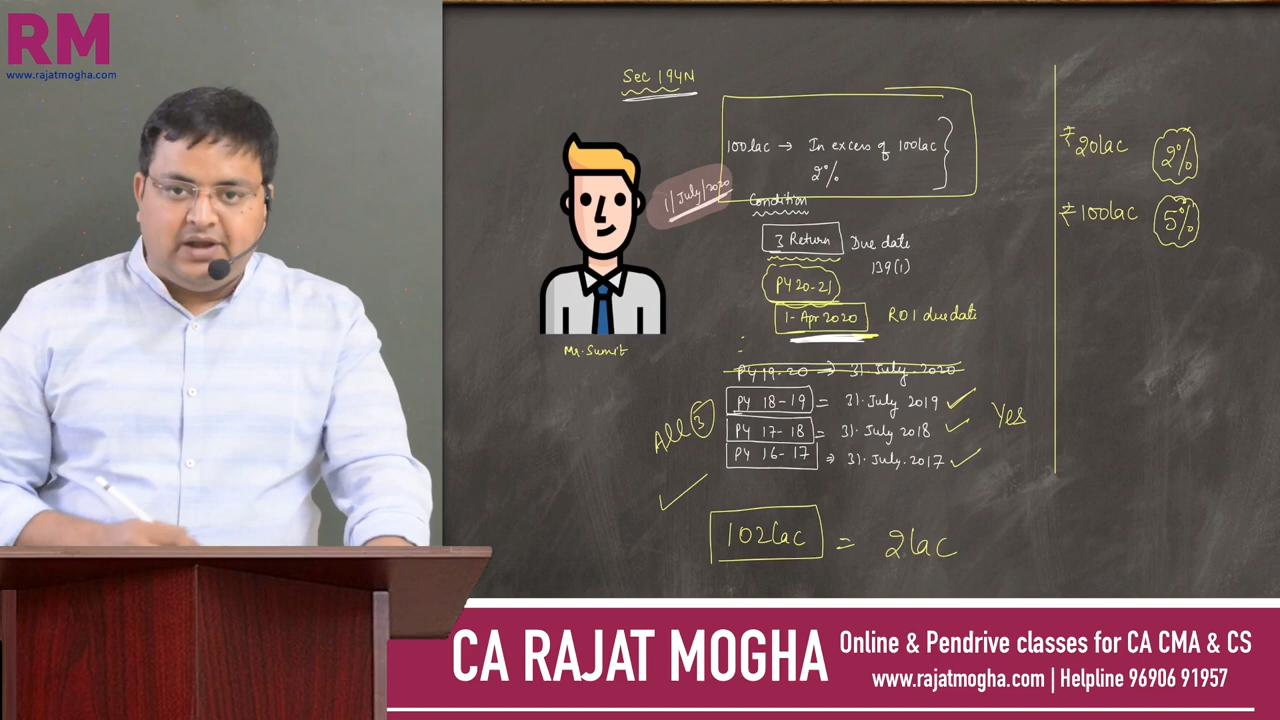 RM
www.rajatmogha.com
Sec 194N
100lac → In excess of 100lac
2%
1/July/2020
Condition
3 Return Due date
139(1)
PY 20-21
1-Apr 2020 ROI due date
PY 19-20 → 31 July 2020
PY 18-19 = 31·July 2019 ✓
PY 17-18 = 31·July 2018 ✓
PY 16-17 ⇒ 31·July·2017 ✓
All 3
Yes
✓
102lac = 2lac
Mr. Sumit
₹20lac 2%
₹100lac 5%
CA RAJAT MOGHA
Online & Pendrive classes for CA CMA & CS
www.rajatmogha.com | Helpline 96906 91957